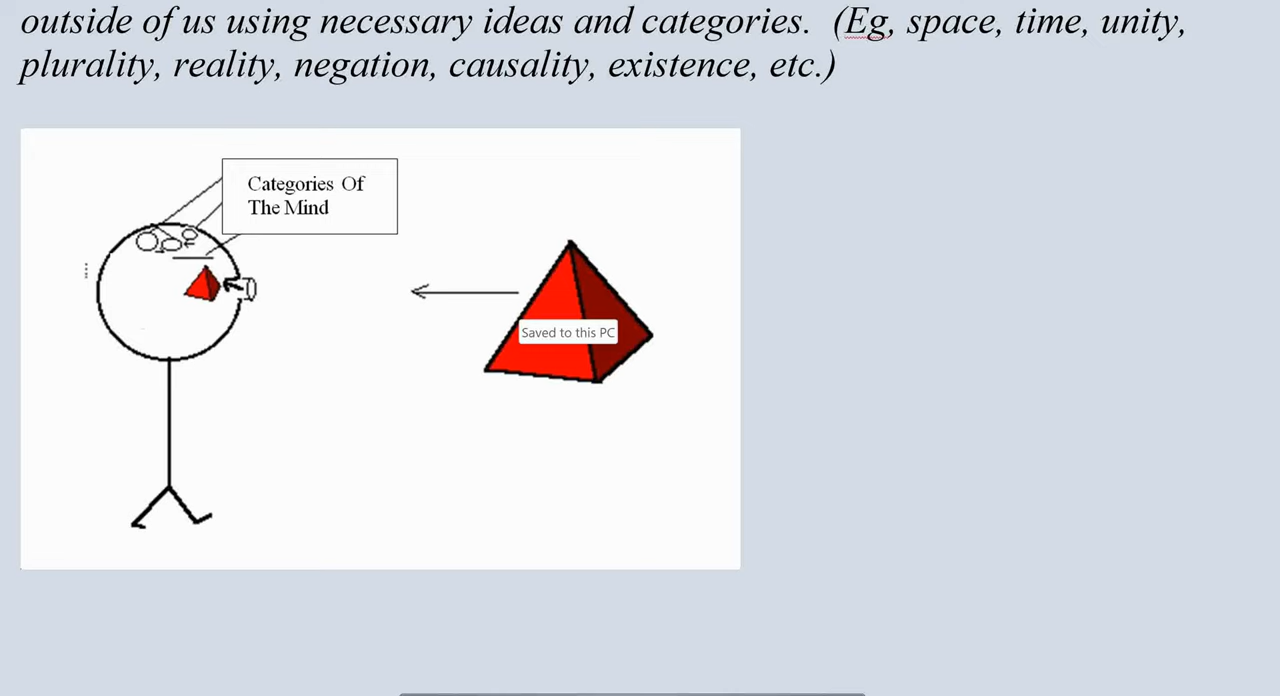 outside of us using necessary ideas and categories. (Eg, space, time, unity,
plurality, reality, negation, causality, existence, etc.)
Categories Of
The Mind
Saved to this PC